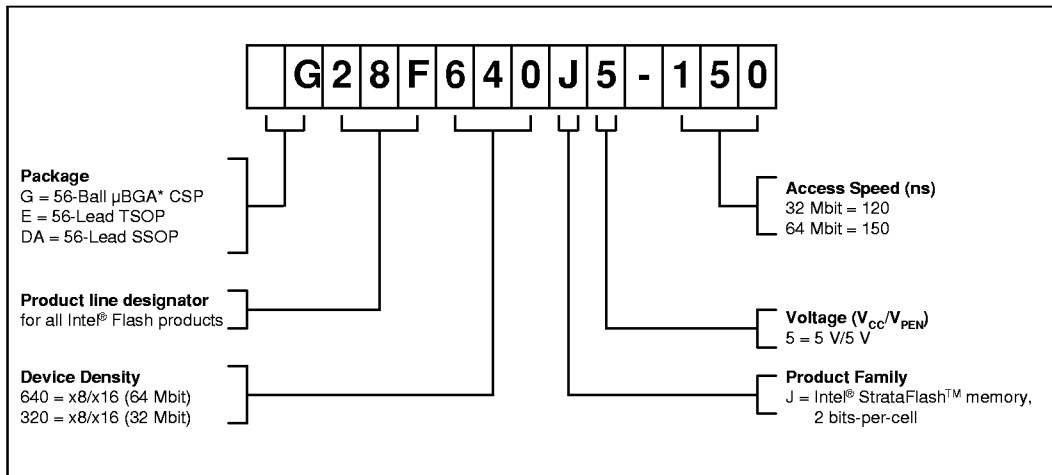 G28F640J5-150
Package
G = 56-Ball µBGA* CSP
E = 56-Lead TSOP
DA = 56-Lead SSOP
Product line designator
for all Intel® Flash products
Device Density
640 = x8/x16 (64 Mbit)
320 = x8/x16 (32 Mbit)
Access Speed (ns)
32 Mbit = 120
64 Mbit = 150
Voltage (VCC/VPEN)
5 = 5 V/5 V
Product Family
J = Intel® StrataFlash™ memory,
2 bits-per-cell